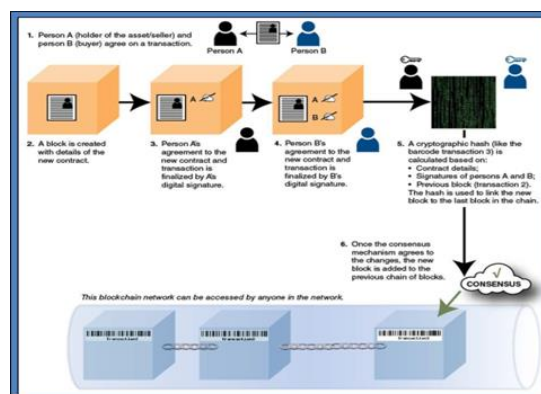 1. Person A (holder of the asset/seller) and
person B (buyer) agree on a transaction.
Person A
Person B
A
A
B
2. A block is created
with details of the
new contract.
3. Person A's
agreement to the
new contract and
transaction is
finalized by A's
digital signature.
4. Person B's
agreement to the
new contract and
transaction is
finalized by B's
digital signature.
5. A cryptographic hash (like the
barcode transaction 3) is
calculated based on:
• Contract details;
• Signatures of persons A and B;
• Previous block (transaction 2).
The hash is used to link the new
block to the last block in the chain.
6. Once the consensus
mechanism agrees to
the changes, the new
block is added to the
previous chain of blocks.
CONSENSUS
This blockchain network can be accessed by anyone in the network.